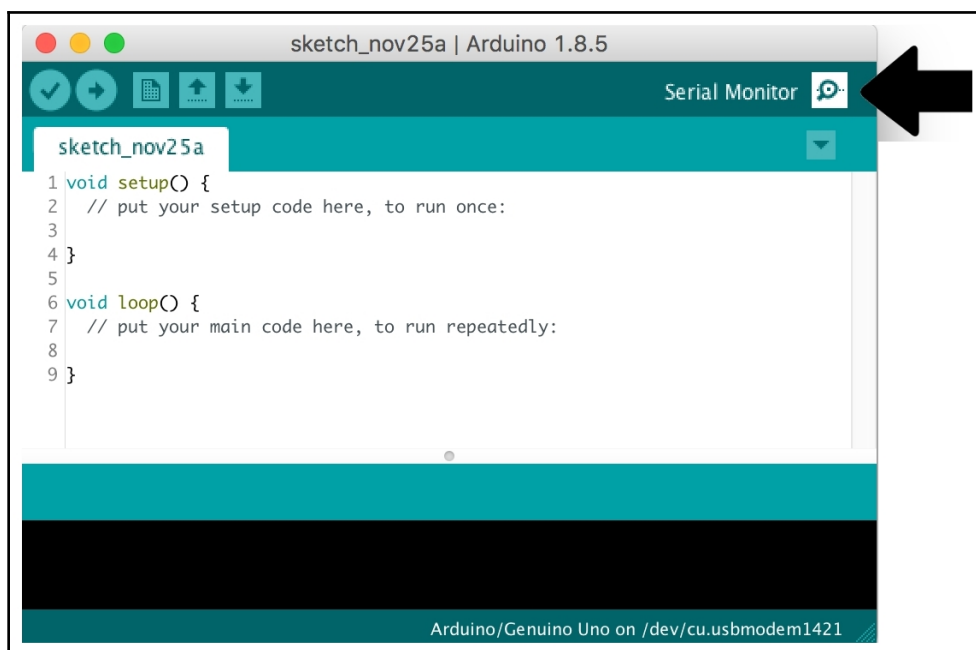 sketch_nov25a | Arduino 1.8.5
Serial Monitor
sketch_nov25a
1 void setup() {
2   // put your setup code here, to run once:
3
4 }
5
6 void loop() {
7   // put your main code here, to run repeatedly:
8
9 }
Arduino/Genuino Uno on /dev/cu.usbmodem1421